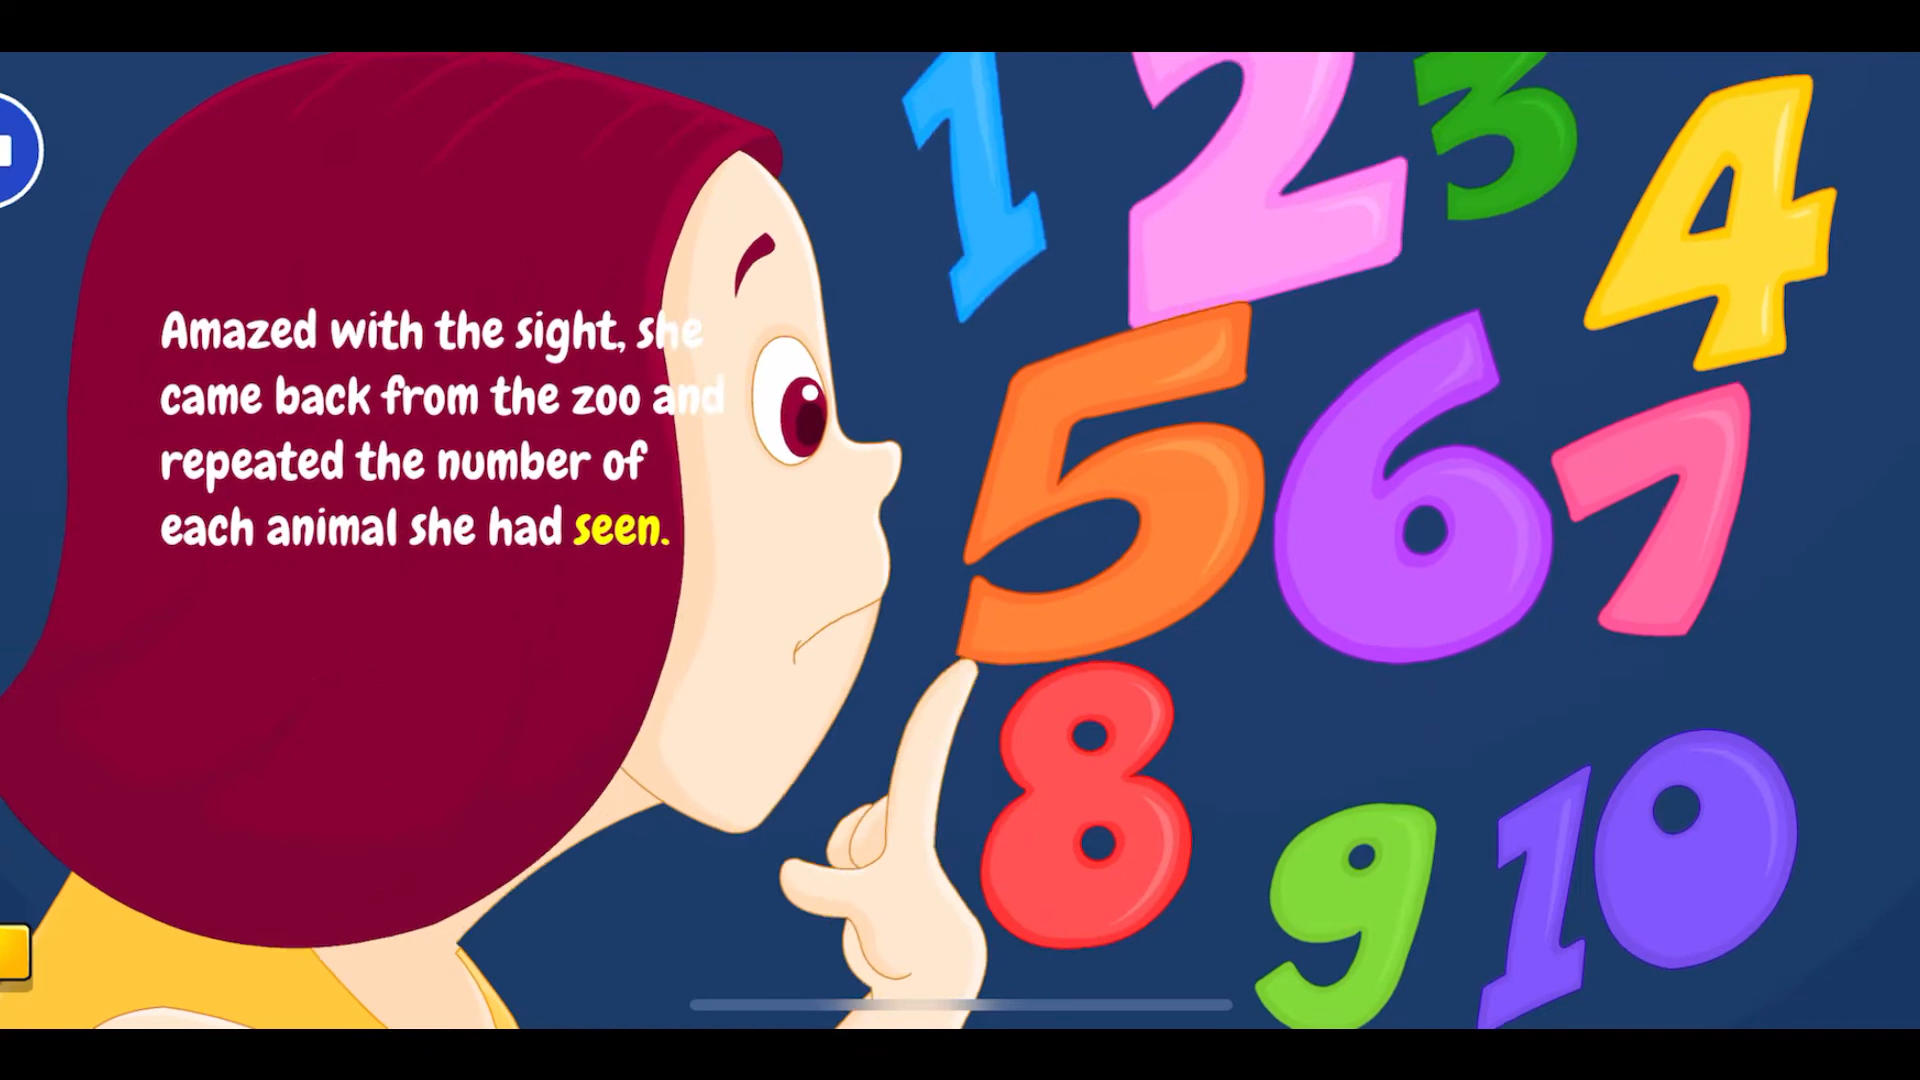 1 2 3 4
Amazed with the sight, she
came back from the zoo and
repeated the number of
each animal she had seen.
5 6 7
8 9 10